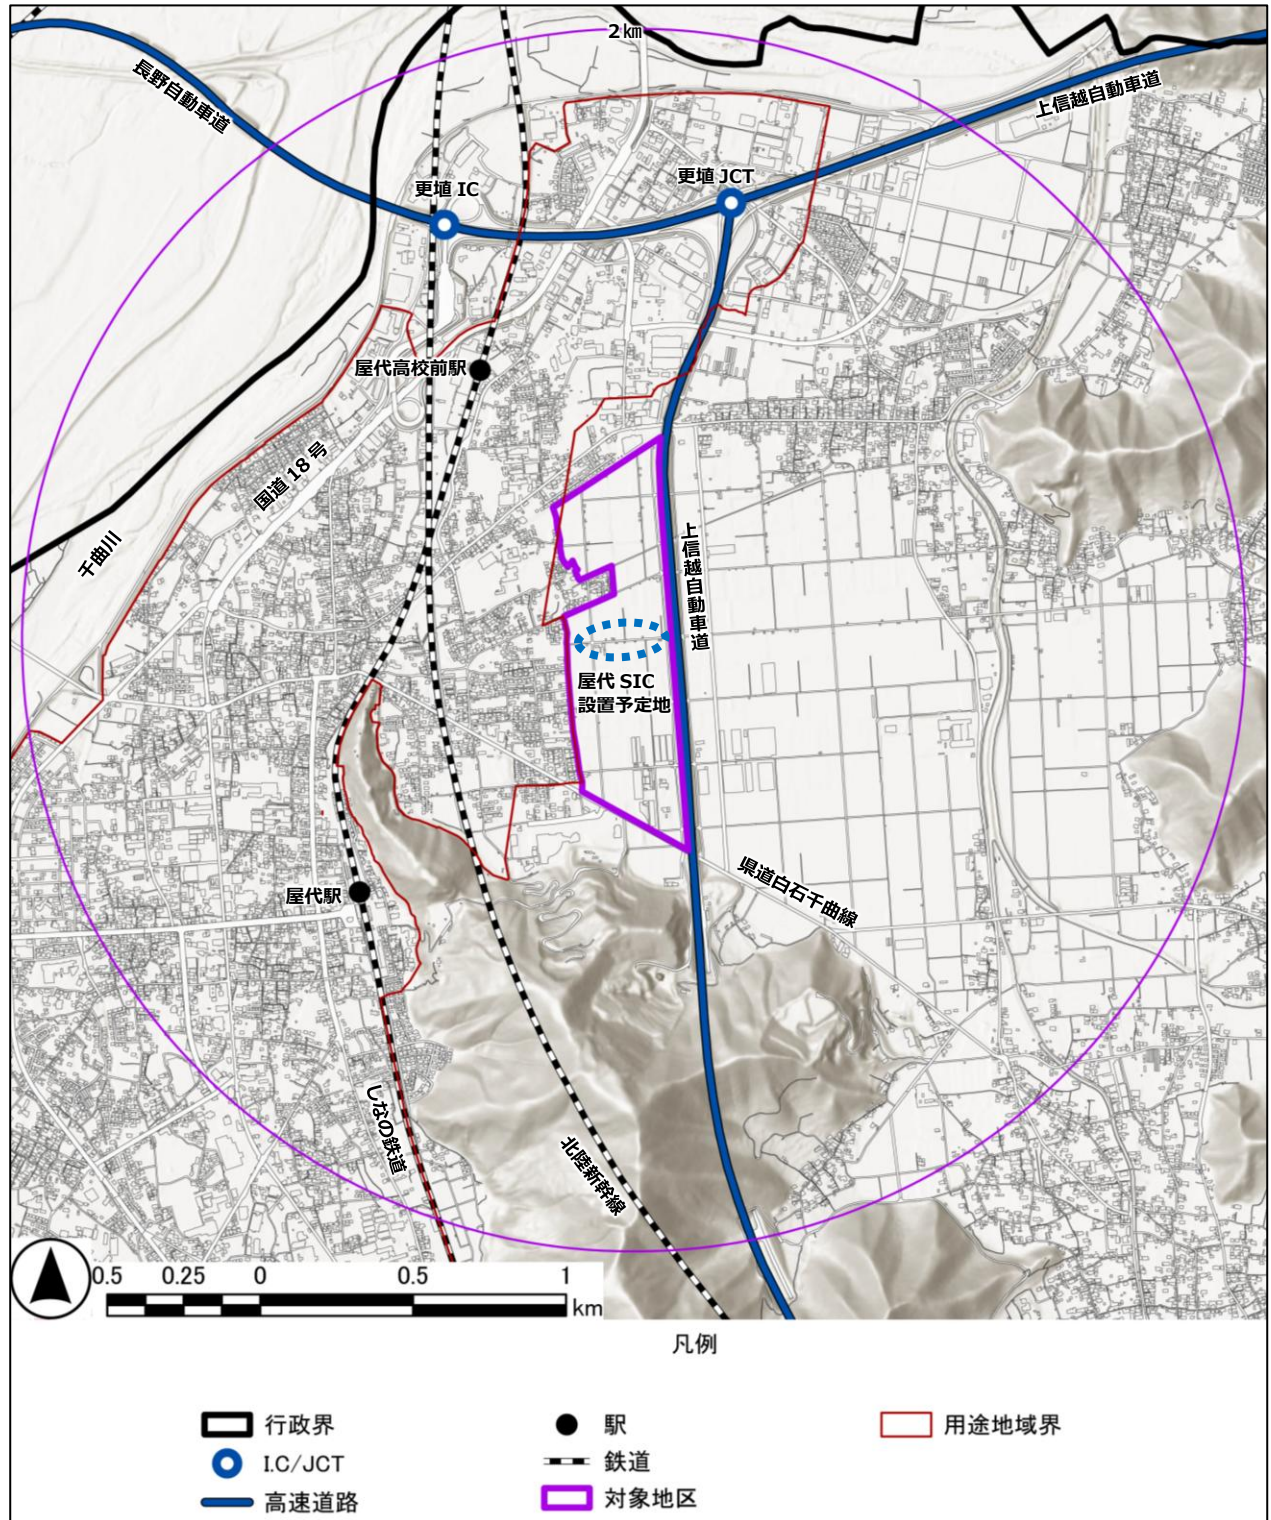 2㎞
長野自動車道
上信越自動車道
更埴 IC
更埴 JCT
屋代高校前駅
国道 18 号
千曲川
上信越自動車道
屋代 SIC
設置予定地
県道白石千曲線
屋代駅
しなの鉄道
北陸新幹線
0.5 0.25 0 0.5 1
km
凡例
行政界
駅
用途地域界
I.C/JCT
鉄道
高速道路
対象地区